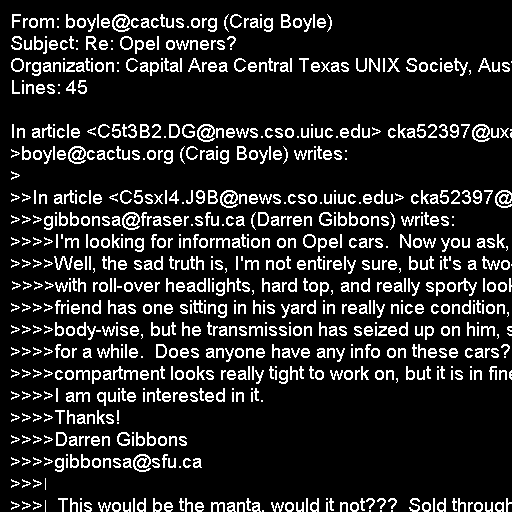 From: boyle@cactus.org (Craig Boyle)
Subject: Re: Opel owners?
Organization: Capital Area Central Texas UNIX Society, Aus
Lines: 45

In article <C5t3B2.DG@news.cso.uiuc.edu> cka52397@ux
>boyle@cactus.org (Craig Boyle) writes:
>
>>In article <C5sxI4.J9B@news.cso.uiuc.edu> cka52397@
>>>gibbonsa@fraser.sfu.ca (Darren Gibbons) writes:
>>>>I'm looking for information on Opel cars.  Now you ask,
>>>>Well, the sad truth is, I'm not entirely sure, but it's a two-
>>>>with roll-over headlights, hard top, and really sporty look
>>>>friend has one sitting in his yard in really nice condition,
>>>>body-wise, but he transmission has seized up on him, s
>>>>for a while.  Does anyone have any info on these cars?
>>>>compartment looks really tight to work on, but it is in fine
>>>>I am quite interested in it.
>>>>Thanks!
>>>>Darren Gibbons
>>>>gibbonsa@sfu.ca
>>>|
>>>|  This would be the manta, would it not???  Sold through